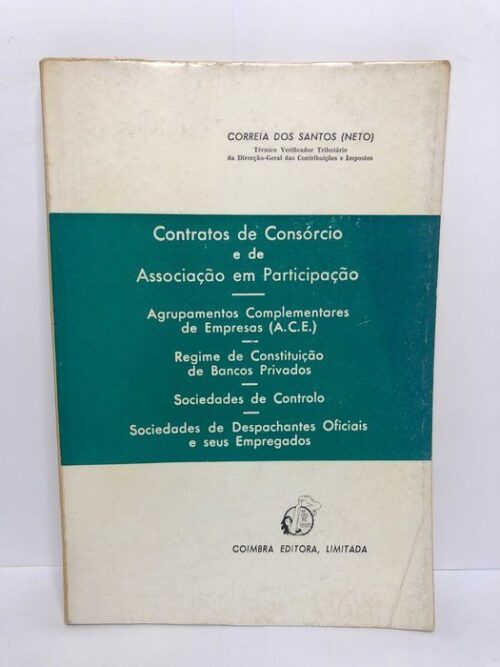 CORREIA DOS SANTOS (NETO)
Técnico Verificador Tributário
da Direcção-Geral das Contribuições e Impostos
Contratos de Consórcio
e de
Associação em Participação
Agrupamentos Complementares
de Empresas (A.C.E.)
Regime de Constituição
de Bancos Privados
Sociedades de Controlo
Sociedades de Despachantes Oficiais
e seus Empregados
COIMBRA EDITORA, LIMITADA